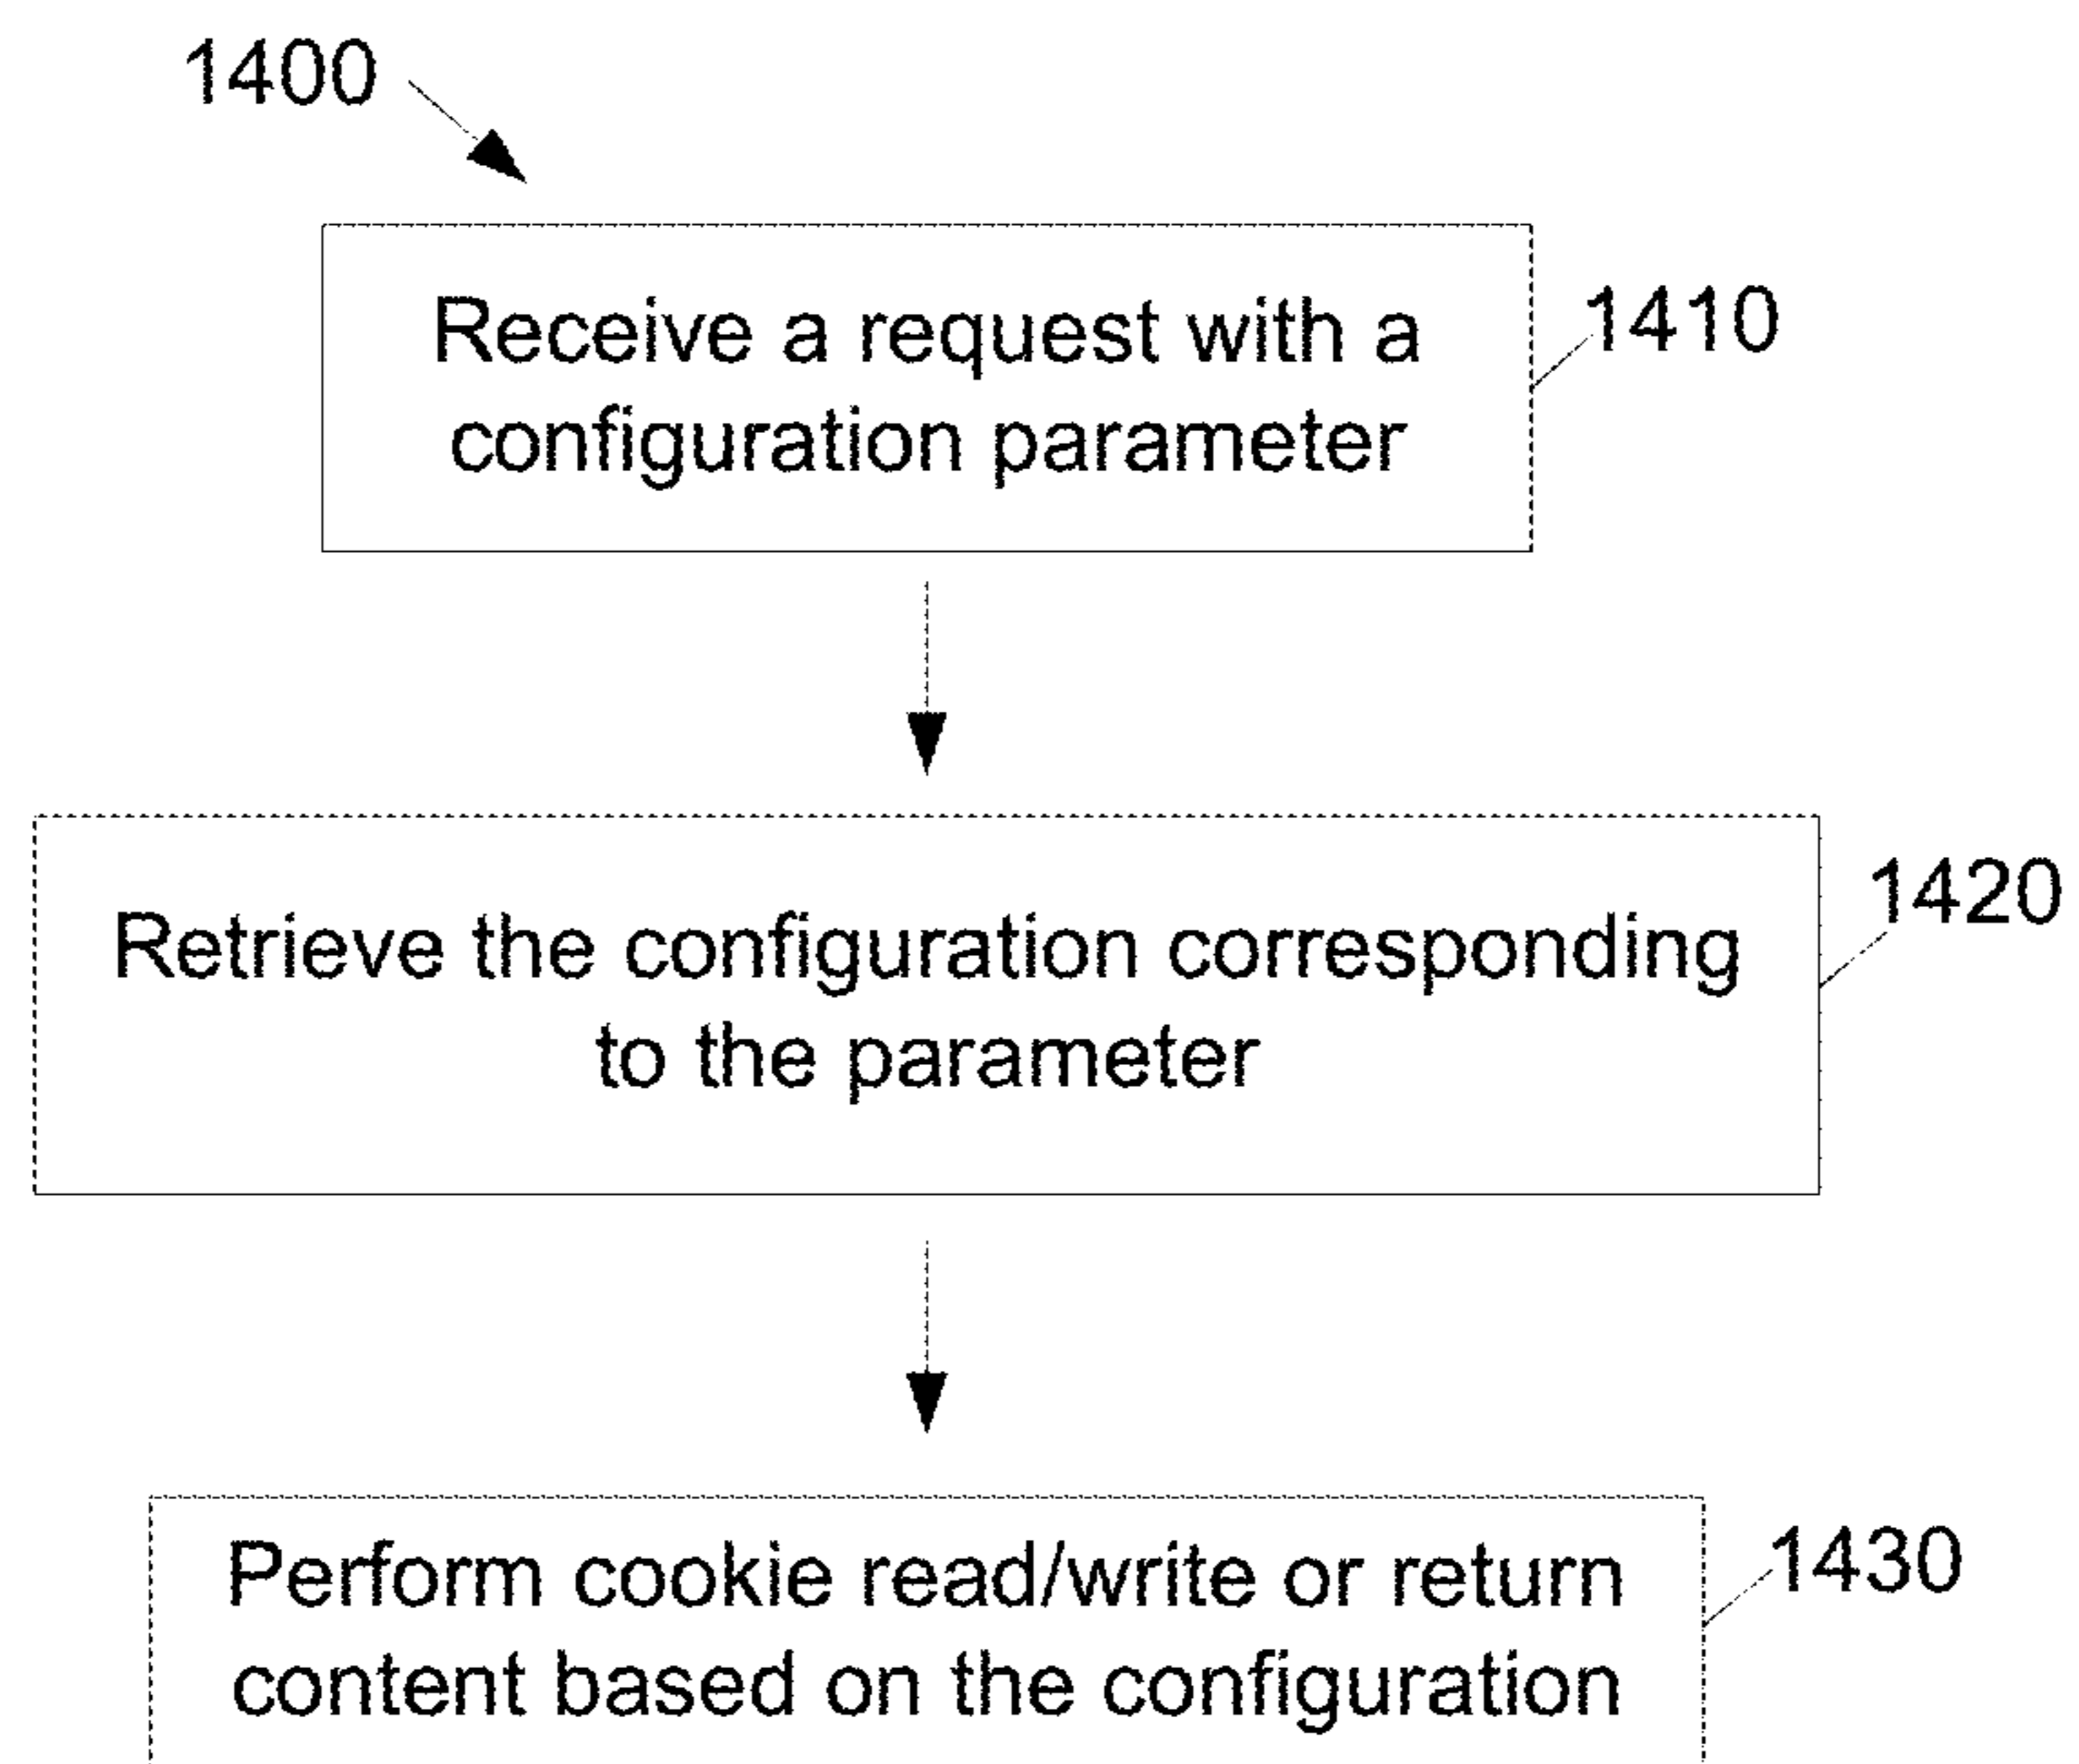 1400
Receive a request with a
configuration parameter
1410
Retrieve the configuration corresponding
to the parameter
1420
Perform cookie read/write or return
content based on the configuration
1430